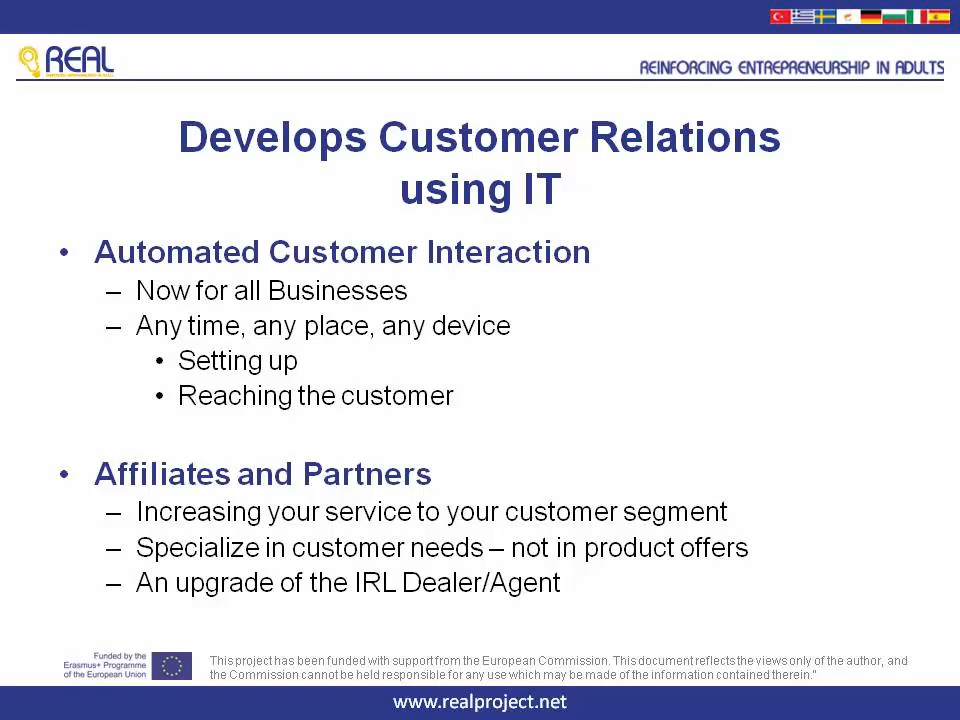 REAL
REINFORCING ENTREPRENEURSHIP IN ADULTS
Develops Customer Relations
using IT
• Automated Customer Interaction
– Now for all Businesses
– Any time, any place, any device
• Setting up
• Reaching the customer
• Affiliates and Partners
– Increasing your service to your customer segment
– Specialize in customer needs – not in product offers
– An upgrade of the IRL Dealer/Agent
Funded by the
Erasmus+ Programme
of the European Union
This project has been funded with support from the European Commission. This document reflects the views only of the author, and
the Commission cannot be held responsible for any use which may be made of the information contained therein."
www.realproject.net